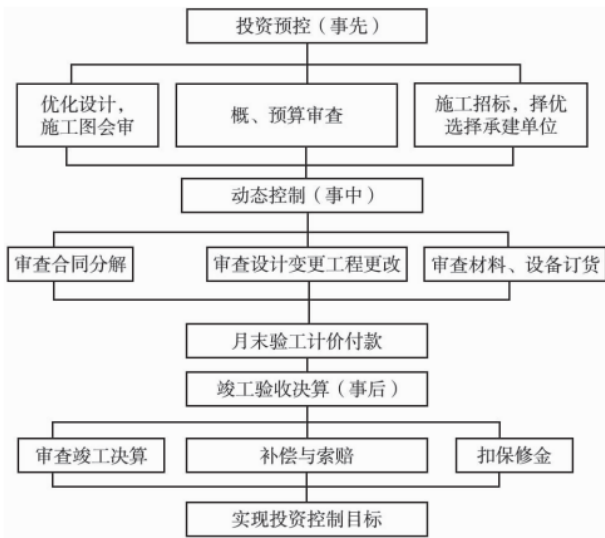 投资预控（事先）
优化设计，
施工图会审
概、预算审查
施工招标，择优
选择承建单位
动态控制（事中）
审查合同分解
审查设计变更工程更改
审查材料、设备订货
月末验工计价付款
竣工验收决算（事后）
审查竣工决算
补偿与索赔
扣保修金
实现投资控制目标